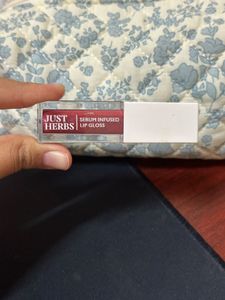 JUST
HERBS
SERUM INFUSED
LIP GLOSS